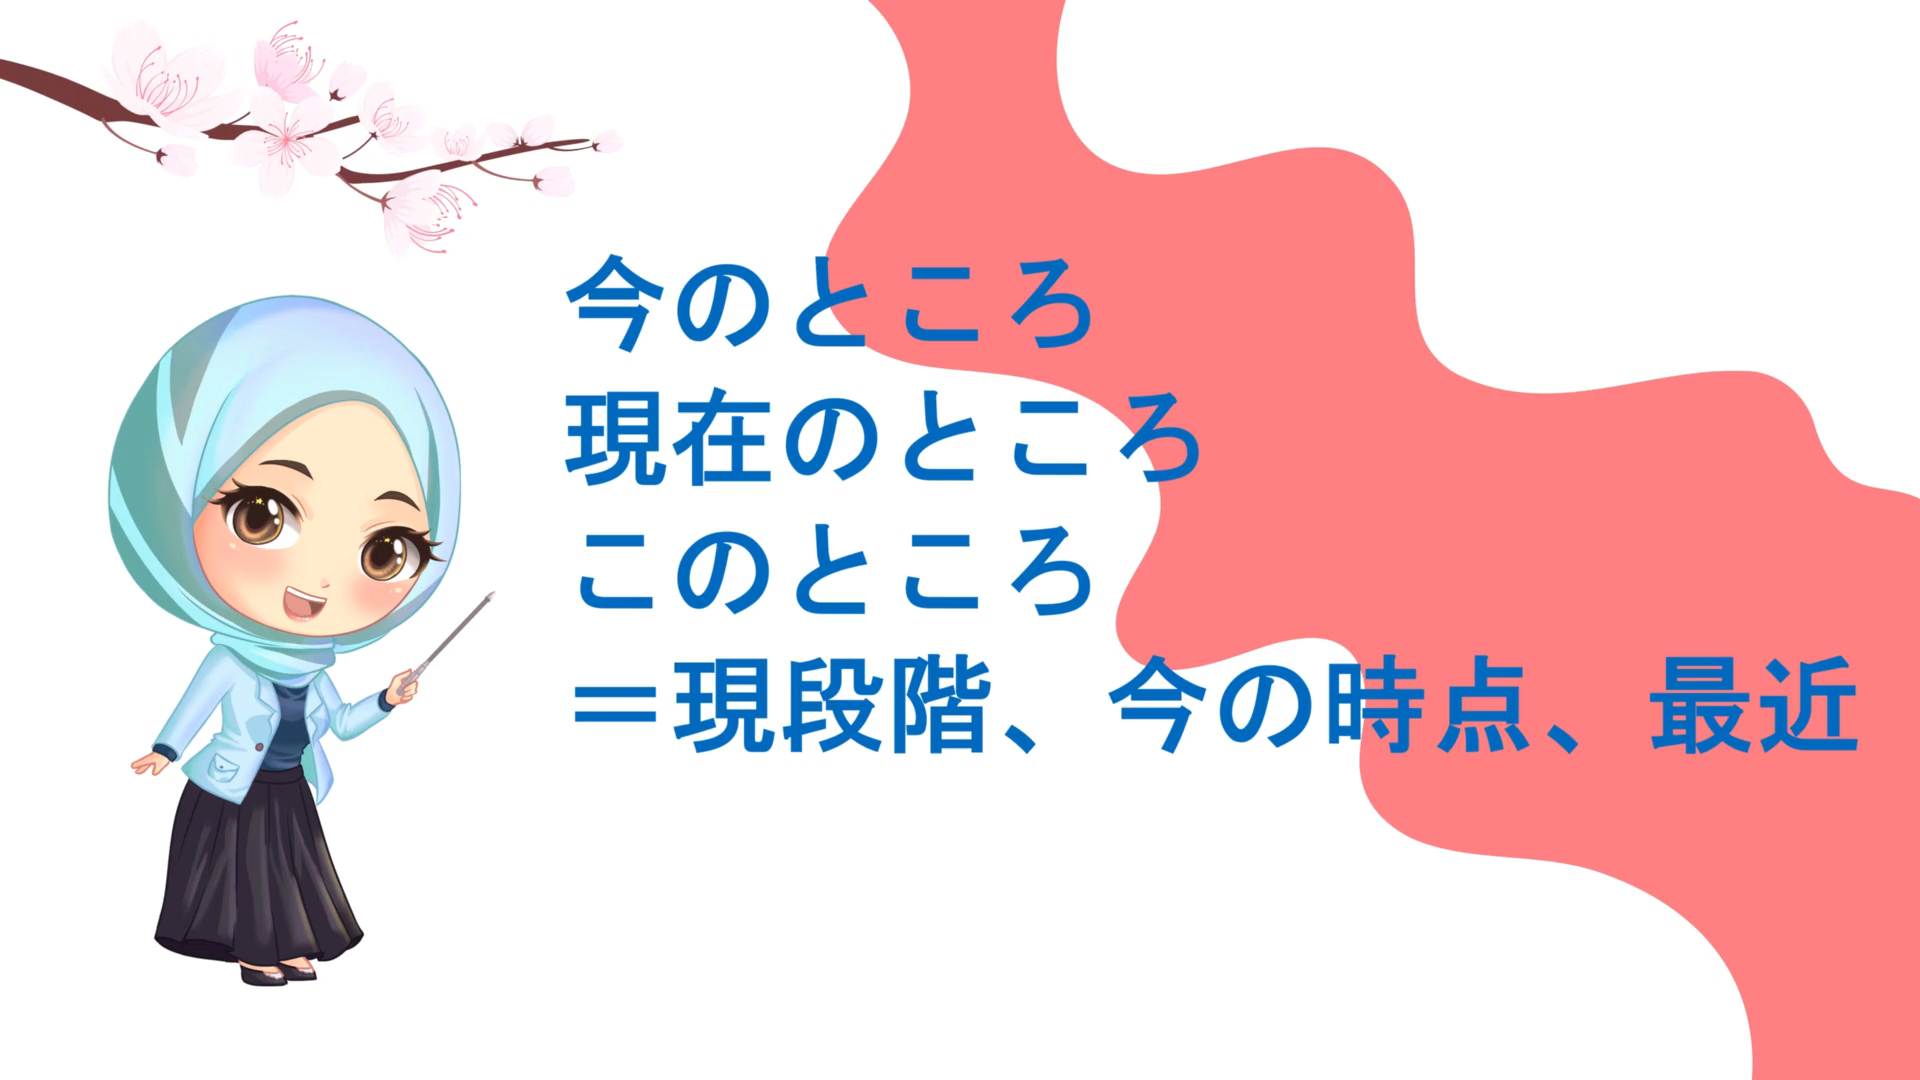 今のところ
現在のところ
このところ
＝現段階、今の時点、最近